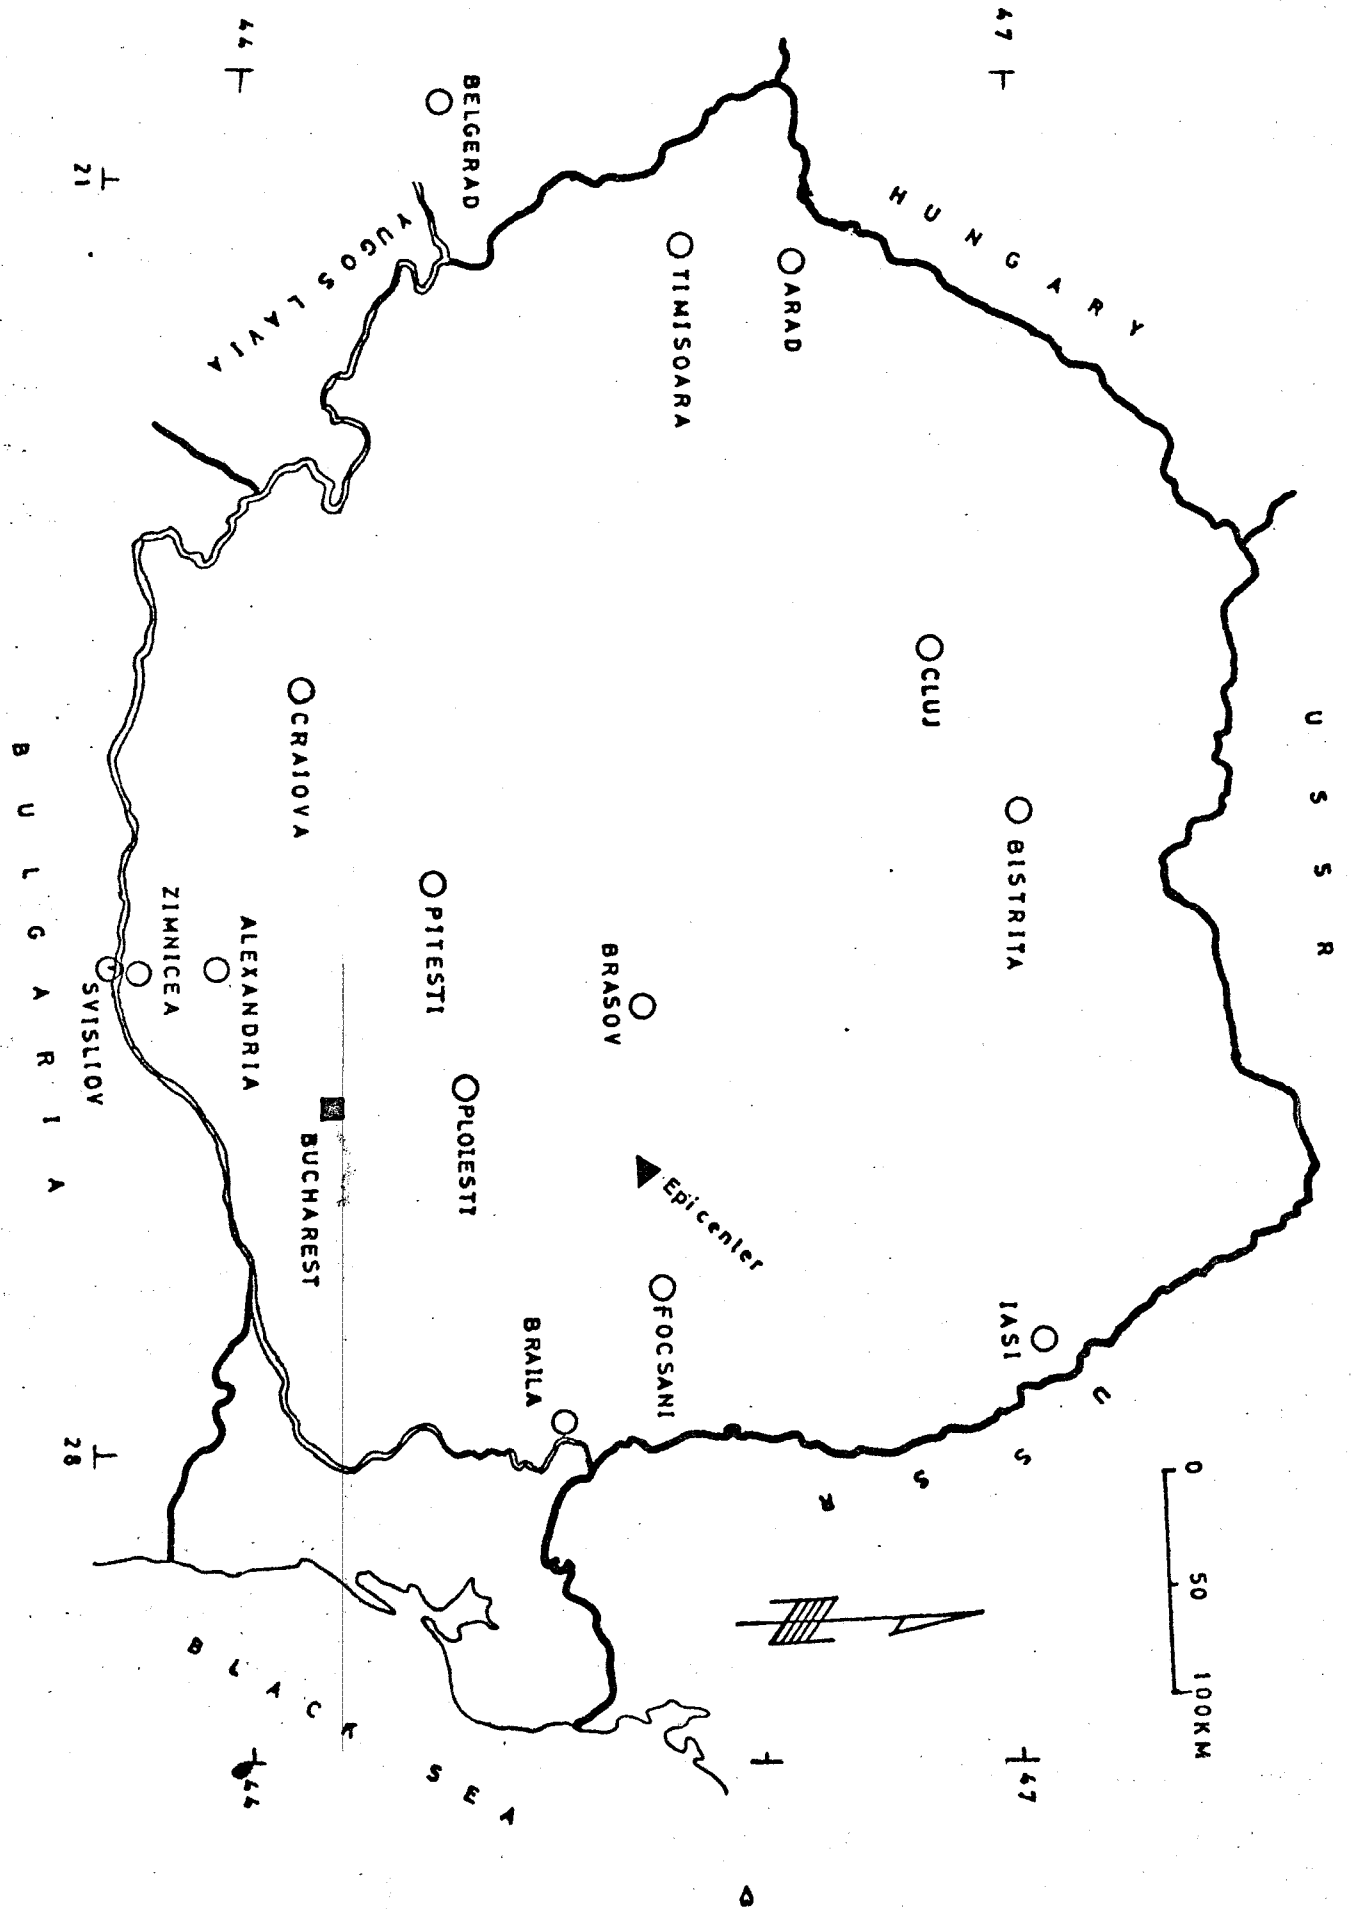 47
47
44
44
21
28
HUNGARY
USSR
USSR
YUGOSLAVIA
BULGARIA
BLACK SEA
0 50 100KM
BELGERAD
TIMISOARA
ARAD
CLUJ
BISTRITA
IASI
CRAIOVA
PITESTI
BRASOV
PLOIESTI
Epicenter
FOCSANI
BRAILA
BUCHAREST
ALEXANDRIA
ZIMNICEA
SVISLIOV